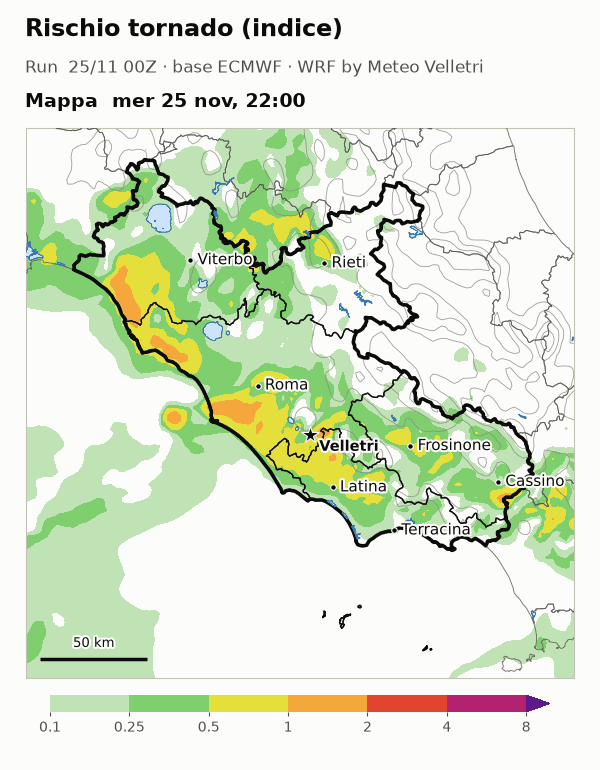 Rischio tornado (indice)
Run  25/11 00Z · base ECMWF · WRF by Meteo Velletri
Mappa  mer 25 nov, 22:00
Viterbo
Rieti
Roma
Velletri
Frosinone
Cassino
Latina
Terracina
50 km
0.1 0.25 0.5 1 2 4 8